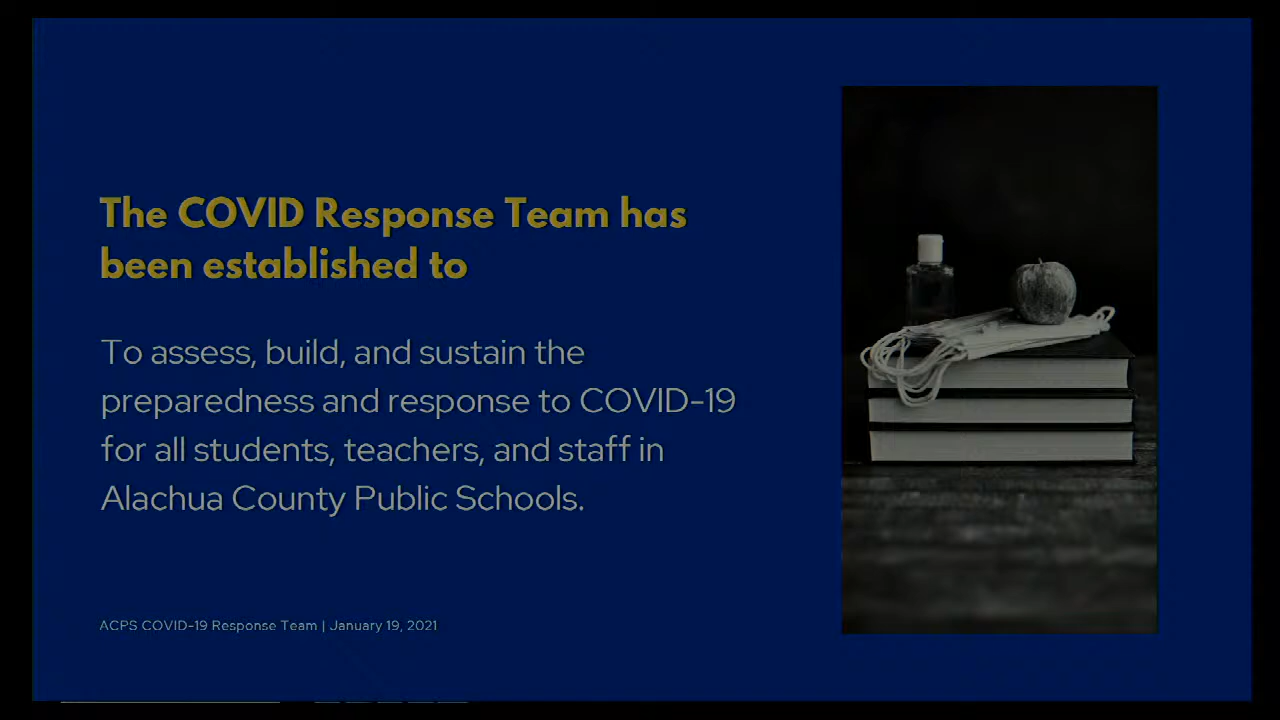 The COVID Response Team has
been established to
To assess, build, and sustain the
preparedness and response to COVID-19
for all students, teachers, and staff in
Alachua County Public Schools.
ACPS COVID-19 Response Team | January 19, 2021